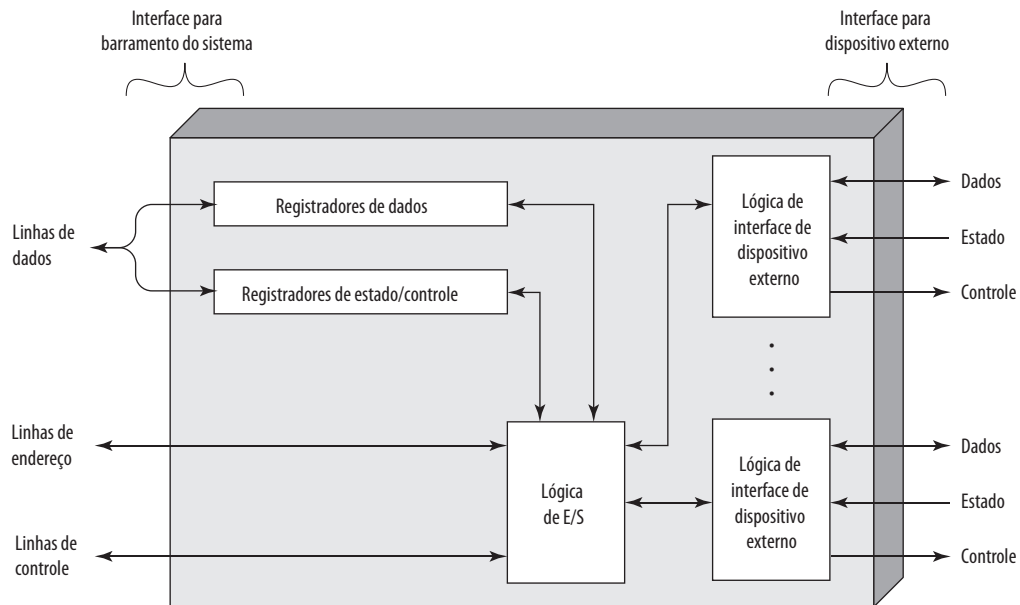 Interface para
barramento do sistema
Interface para
dispositivo externo
Linhas de
dados
Registradores de dados
Registradores de estado/controle
Lógica de
interface de
dispositivo
externo
Dados
Estado
Controle
Linhas de
endereço
Linhas de
controle
Lógica
de E/S
Lógica de
interface de
dispositivo
externo
Dados
Estado
Controle